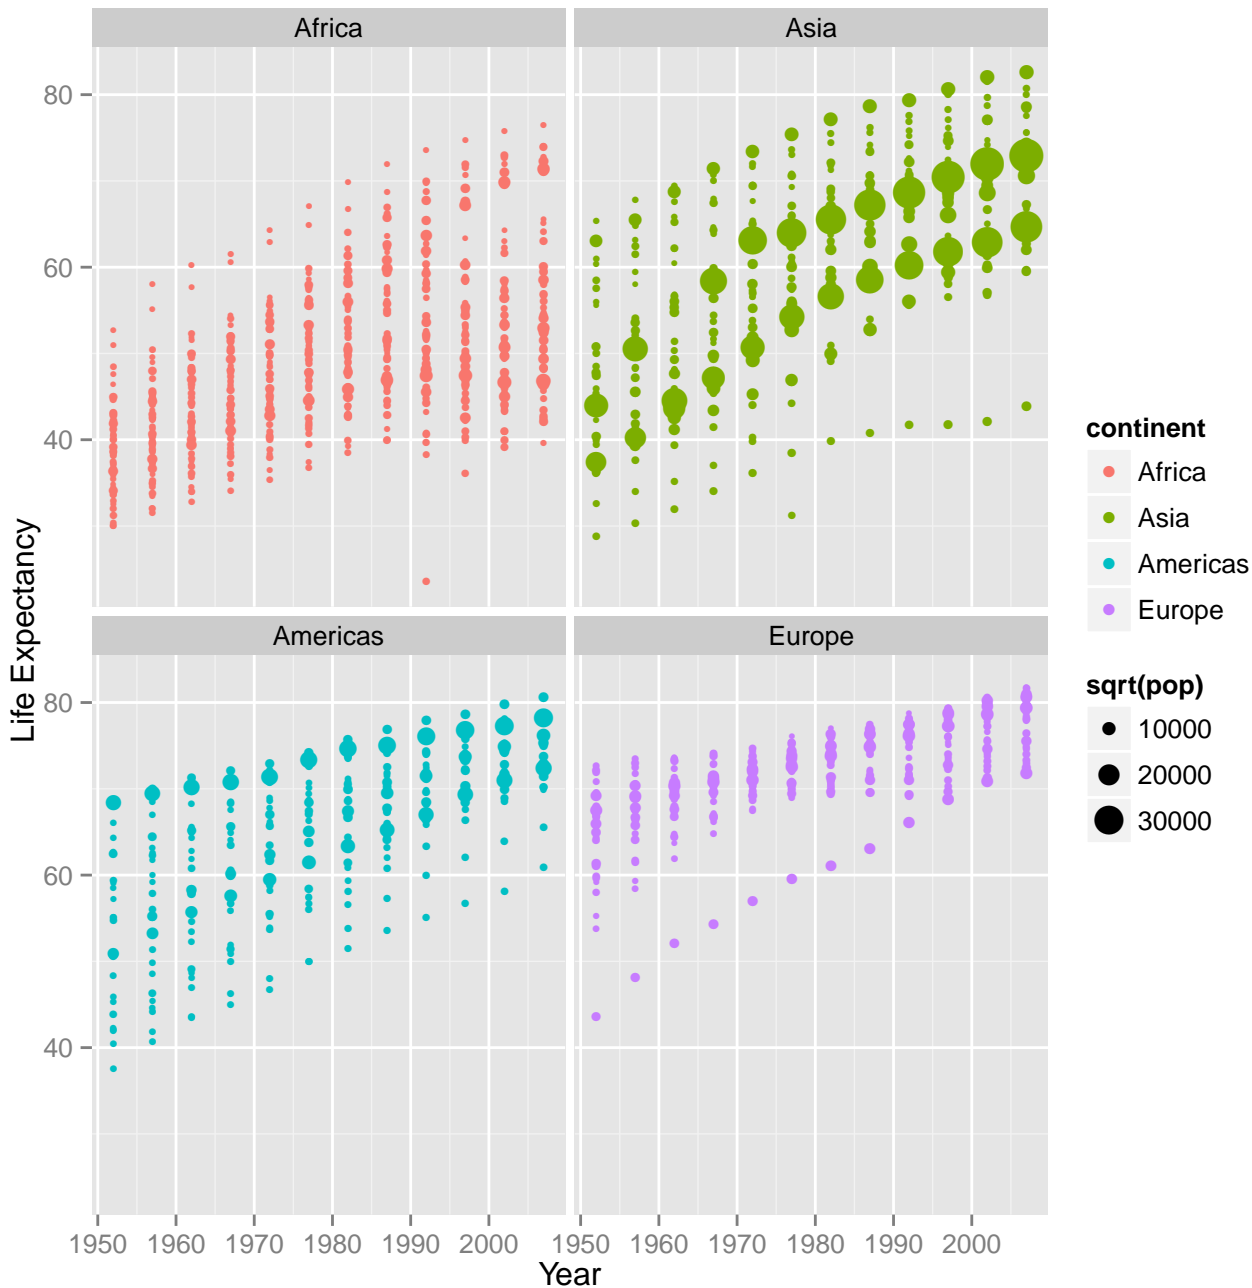 Africa
Asia
80
60
40
Life Expectancy
Americas
Europe
80
60
40
1950 1960 1970 1980 1990 2000
1950 1960 1970 1980 1990 2000
Year
continent
Africa
Asia
Americas
Europe
sqrt(pop)
10000
20000
30000